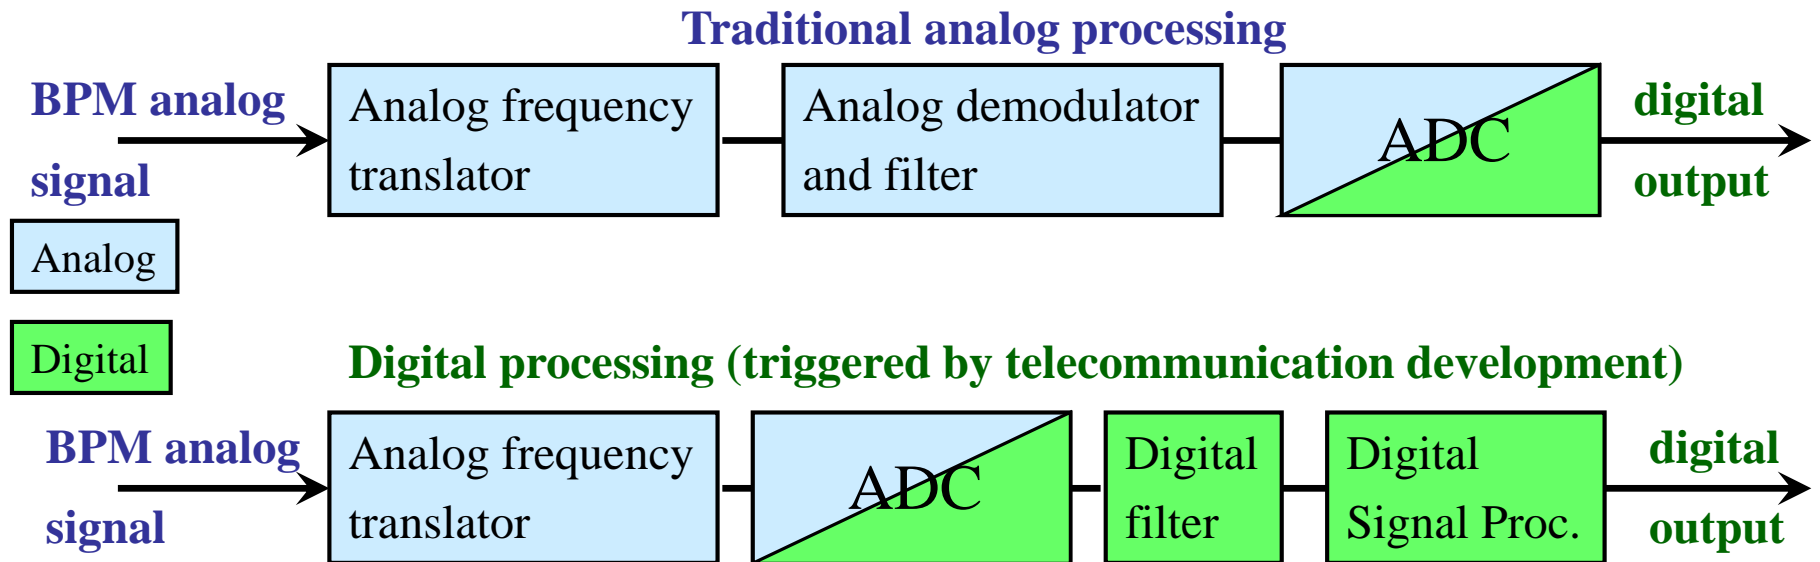 Traditional analog processing
BPM analog
signal
Analog frequency
translator
Analog demodulator
and filter
ADC
digital
output
Analog
Digital
Digital processing (triggered by telecommunication development)
BPM analog
signal
Analog frequency
translator
ADC
Digital
filter
Digital
Signal Proc.
digital
output